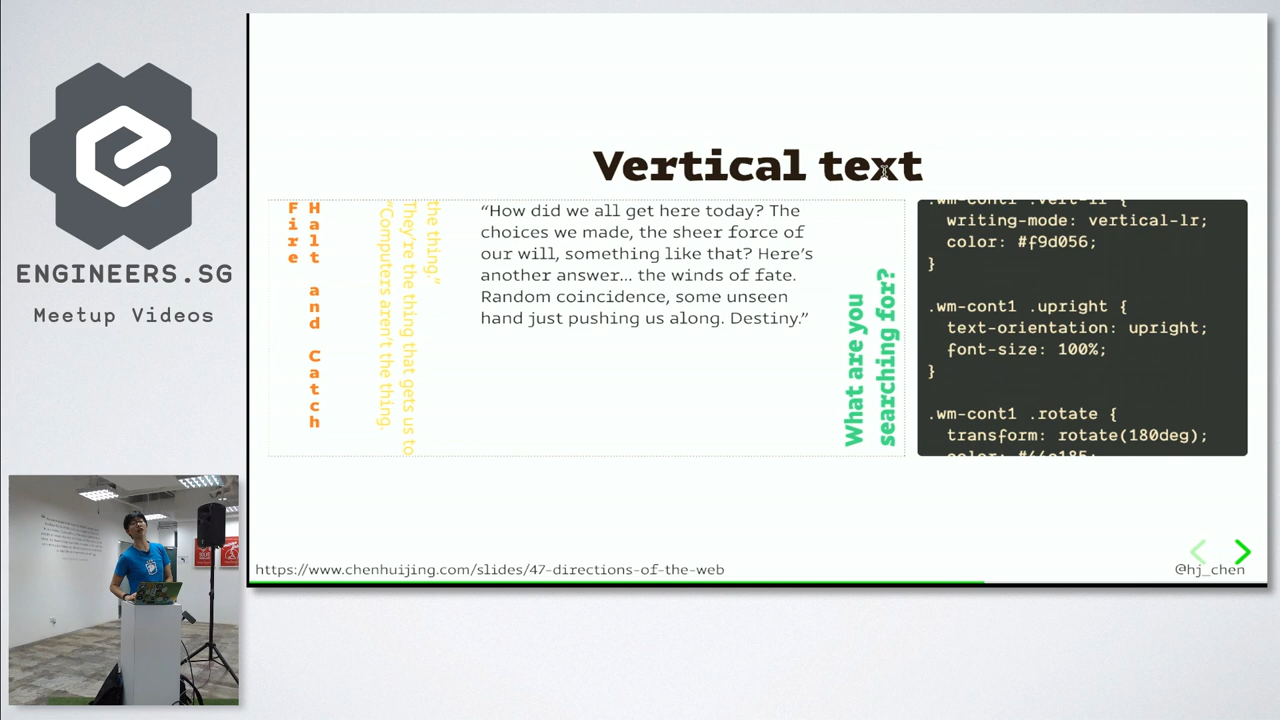 ENGINEERS.SG
Meetup Videos
Vertical text
Halt and Catch
Fire
"Computers aren't the thing.
They're the thing that gets us to
the thing."
“How did we all get here today? The
choices we made, the sheer force of
our will, something like that? Here’s
another answer… the winds of fate.
Random coincidence, some unseen
hand just pushing us along. Destiny.”
What are you
searching for?
.wm-cont1 .vert-lr {
writing-mode: vertical-lr;
color: #f9d056;
}
.wm-cont1 .upright {
text-orientation: upright;
font-size: 100%;
}
.wm-cont1 .rotate {
transform: rotate(180deg);
https://www.chenhuijing.com/slides/47-directions-of-the-web
@hj_chen